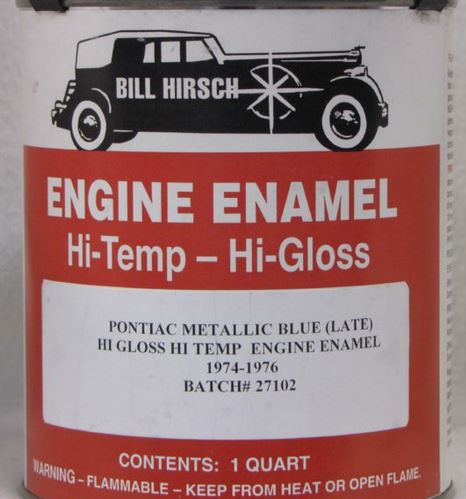 BILL HIRSCH
ENGINE ENAMEL
Hi-Temp – Hi-Gloss
PONTIAC METALLIC BLUE (LATE)
HI GLOSS HI TEMP ENGINE ENAMEL
1974-1976
BATCH# 27102
CONTENTS: 1 QUART
WARNING – FLAMMABLE – KEEP FROM HEAT OR OPEN FLAME.